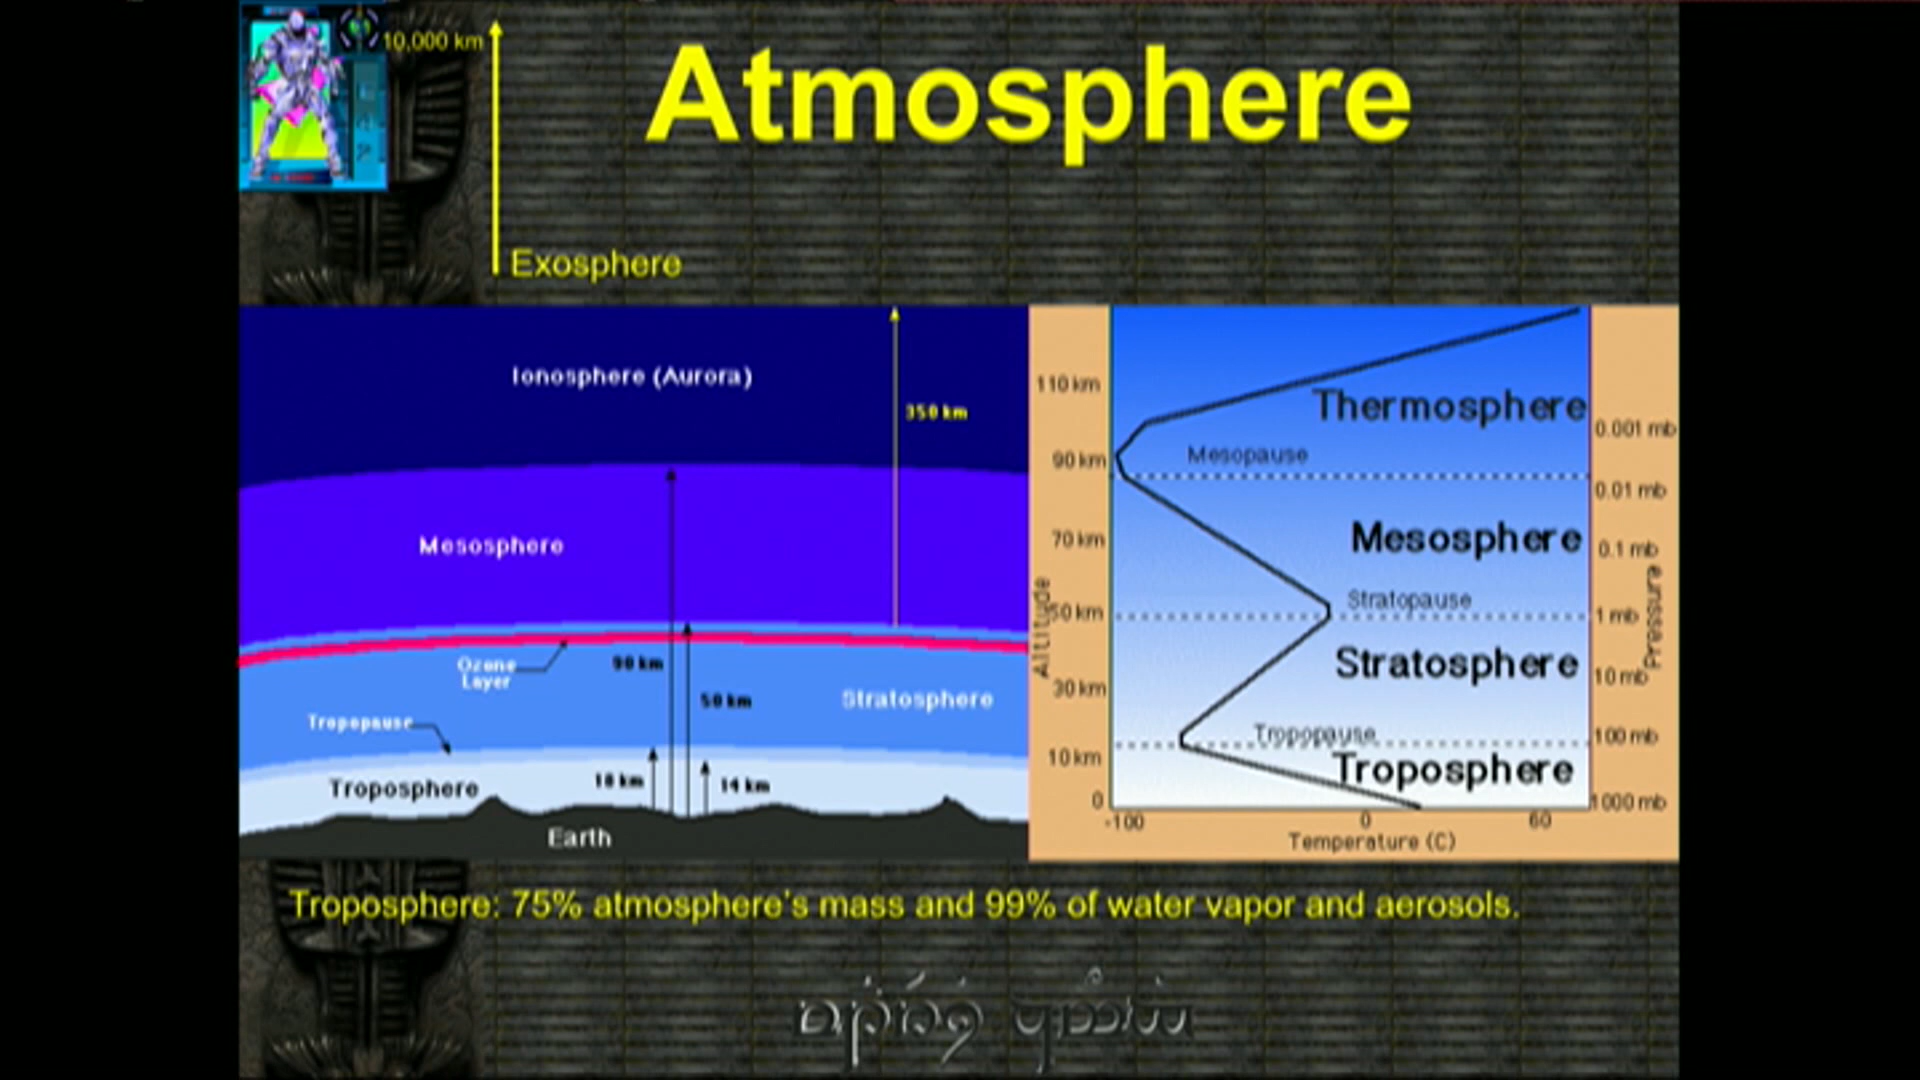 10,000 km
Atmosphere
Exosphere
Ionosphere (Aurora)
350 km
Mesosphere
Ozone
Layer
90 km
50 km
Stratosphere
Tropopause
Troposphere
14 km
Earth
110 km
90 km
70 km
50 km
30 km
10 km
0
Altitude
Thermosphere
Mesopause
Mesosphere
Stratopause
Stratosphere
Tropopause
Troposphere
0.001 mb
0.01 mb
0.1 mb
1 mb
10 mb
100 mb
1000 mb
Pressure
-100
0
60
Temperature (C)
Troposphere: 75% atmosphere's mass and 99% of water vapor and aerosols.